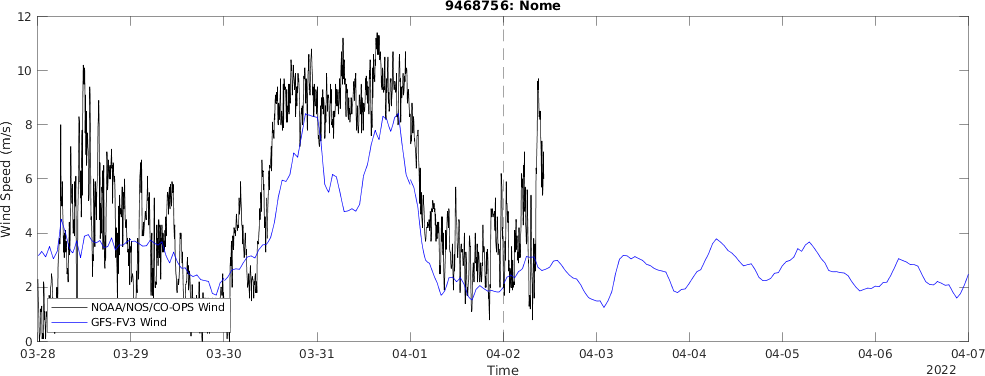 9468756: Nome
12
10
8
6
4
2
0
Wind Speed (m/s)
NOAA/NOS/CO-OPS Wind
GFS-FV3 Wind
03-28 03-29 03-30 03-31 04-01 04-02 04-03 04-04 04-05 04-06 04-07
Time
2022